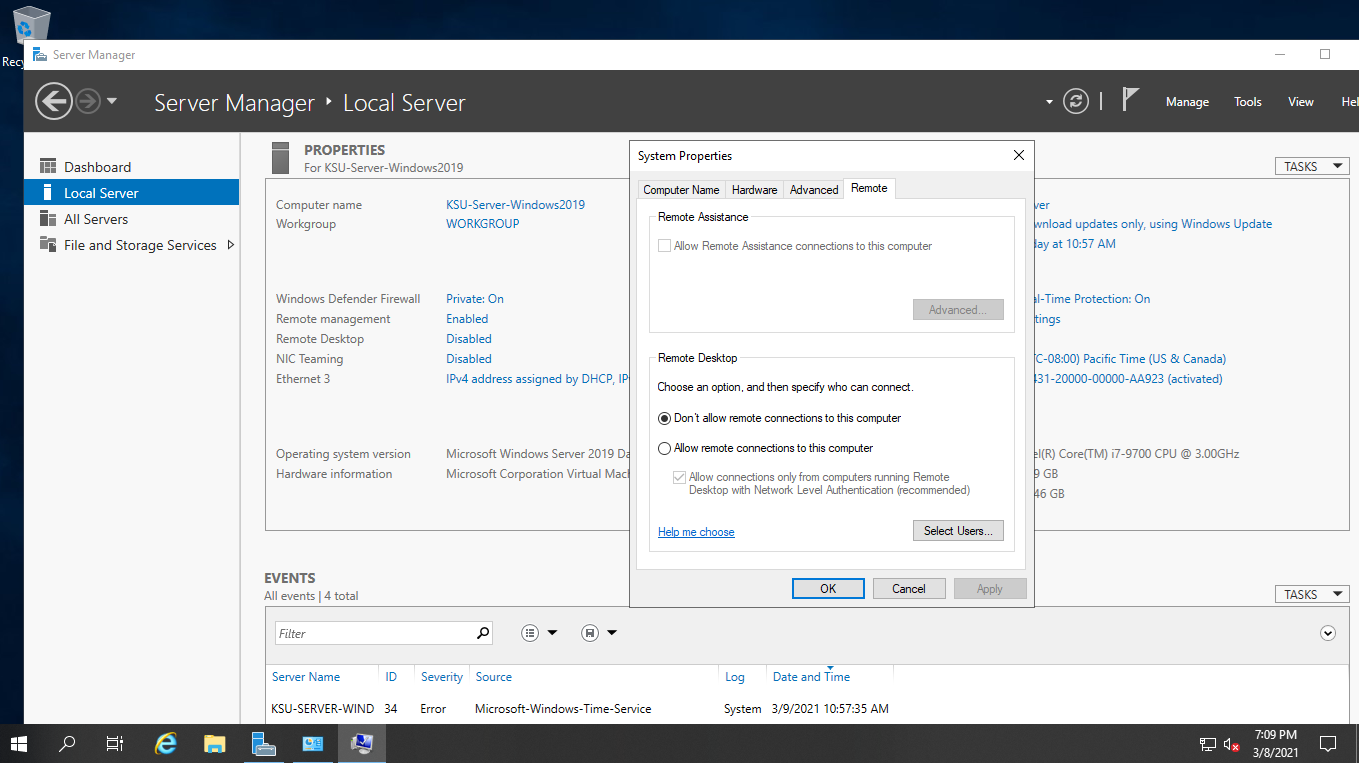 Recy
Server Manager
Server Manager ‣ Local Server
Manage
Tools
View
Hel
Dashboard
Local Server
All Servers
File and Storage Services
PROPERTIES
For KSU-Server-Windows2019
TASKS
Computer name KSU-Server-Windows2019
Workgroup WORKGROUP
Windows Defender Firewall Private: On
Remote management Enabled
Remote Desktop Disabled
NIC Teaming Disabled
Ethernet 3 IPv4 address assigned by DHCP, IP
Operating system version Microsoft Windows Server 2019 Da
Hardware information Microsoft Corporation Virtual Mac
System Properties
Computer Name
Hardware
Advanced
Remote
Remote Assistance
Allow Remote Assistance connections to this computer
Advanced...
Remote Desktop
Choose an option, and then specify who can connect.
Don't allow remote connections to this computer
Allow remote connections to this computer
Allow connections only from computers running Remote
Desktop with Network Level Authentication (recommended)
Help me choose
Select Users...
OK
Cancel
Apply
ver
wnload updates only, using Windows Update
day at 10:57 AM
l-Time Protection: On
tings
TC-08:00) Pacific Time (US & Canada)
431-20000-00000-AA923 (activated)
el(R) Core(TM) i7-9700 CPU @ 3.00GHz
9 GB
46 GB
EVENTS
All events | 4 total
TASKS
Filter
Server Name ID Severity Source Log Date and Time
KSU-SERVER-WIND 34 Error Microsoft-Windows-Time-Service System 3/9/2021 10:57:35 AM
7:09 PM
3/8/2021